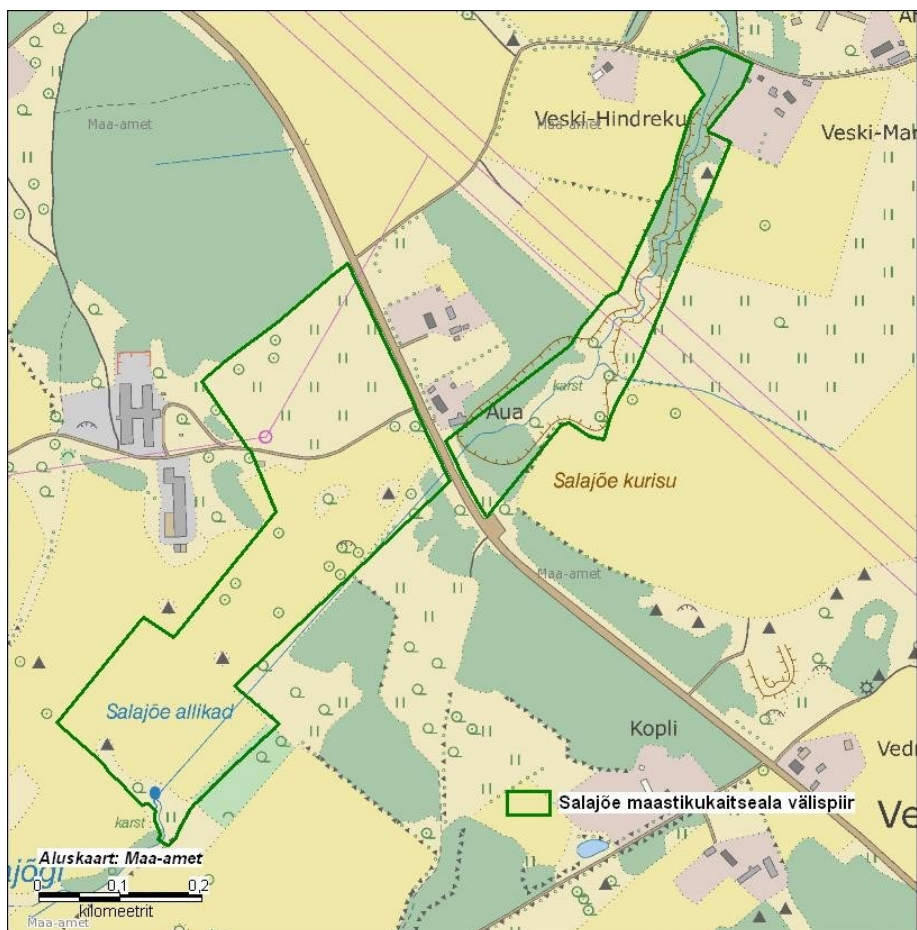 Maa-amet
Veski-Hindreku
Maa-amet
Veski-Mah
karst
Aua
Salajõe kurisu
Maa-amet
Salajõe allikad
Kopli
Vedr
Salajõe maastikukaitseala välispiir
Ve
karst
Aluskaart: Maa-amet
ajõgi
0 0,1 0,2
kilomeetrit
Maa-amet